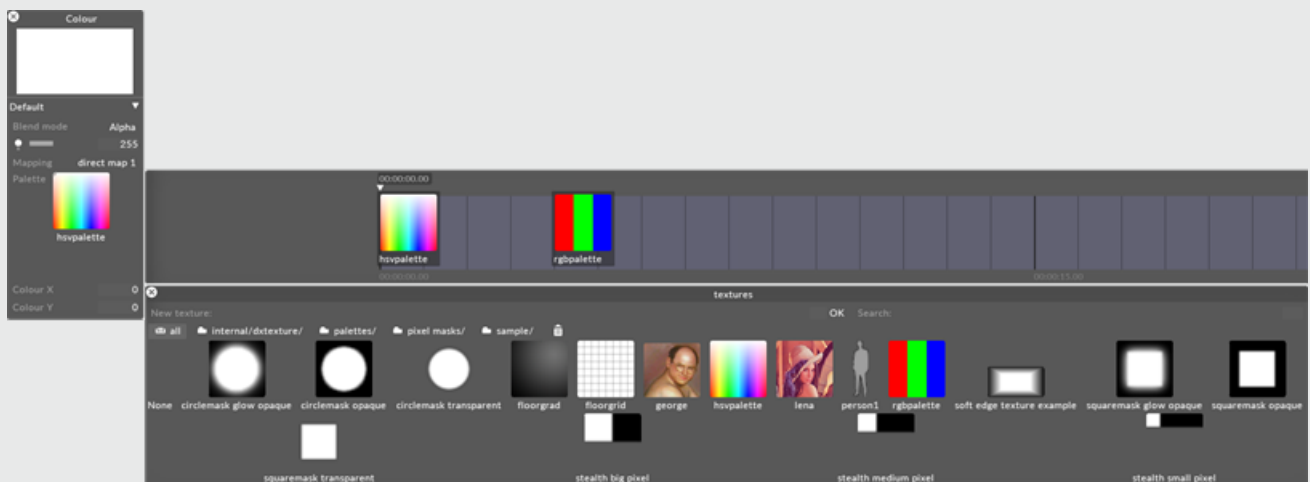 Colour
Default
Blend mode Alpha
255
Mapping direct map 1
Palette
hsvpalette
Colour X 0
Colour Y 0
00:00:00.00
hsvpalette rgbpalette
00:00:00.00 00:00:15.00
textures
New texture: OK Search:
all internal/dxtexture/ palettes/ pixel masks/ sample/
None circlemask glow opaque circlemask opaque circlemask transparent floorgrad floorgrid george hsvpalette lena person1 rgbpalette soft edge texture example squaremask glow opaque squaremask opaque
squaremask transparent stealth big pixel stealth medium pixel stealth small pixel